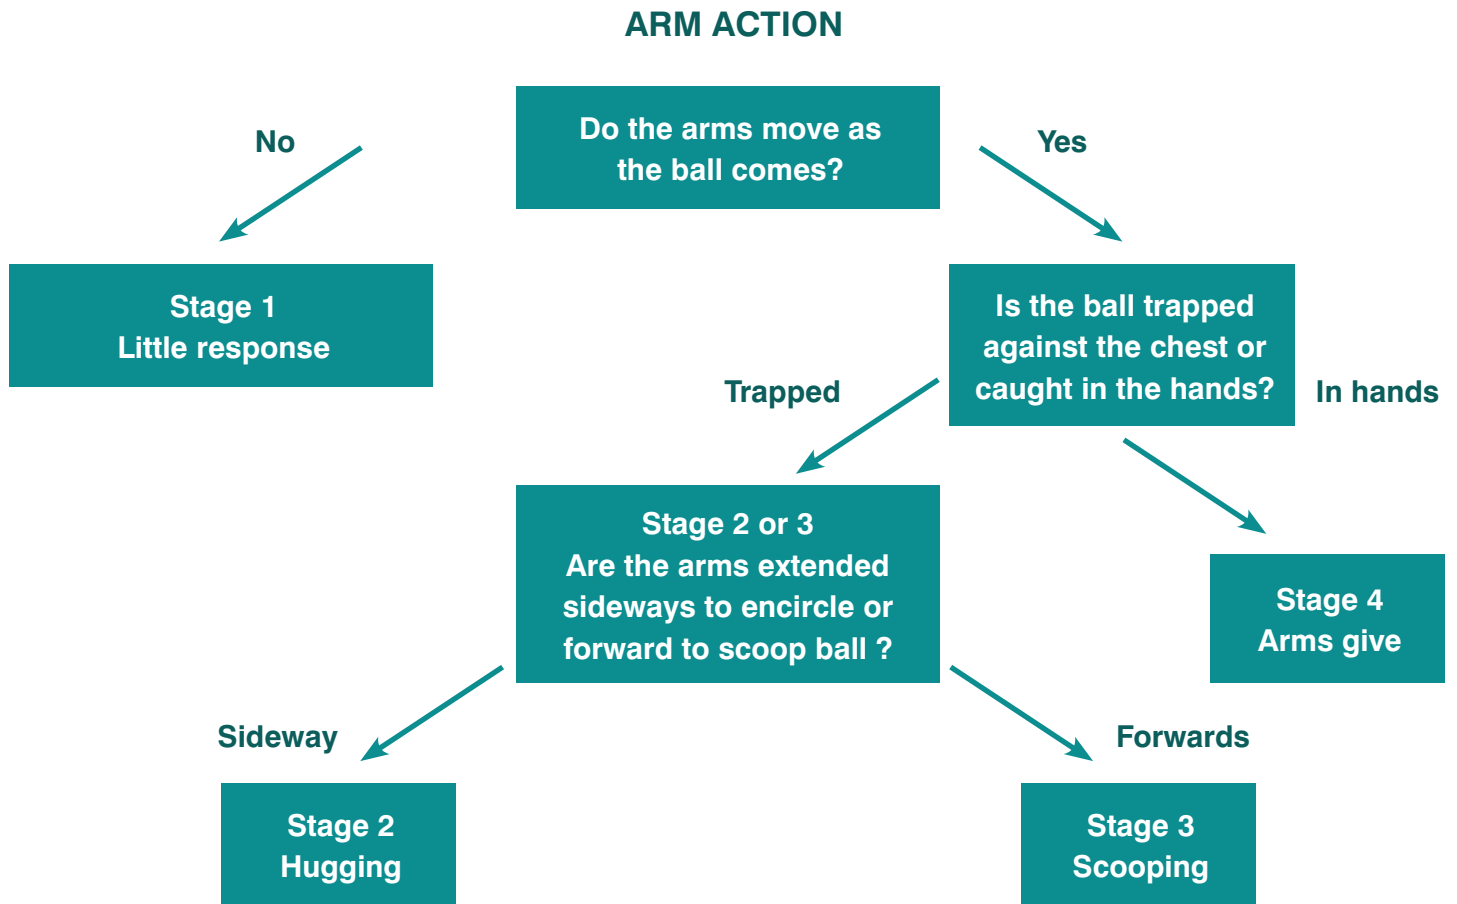 ARM ACTION
Do the arms move as
the ball comes?
No
Yes
Stage 1
Little response
Is the ball trapped
against the chest or
caught in the hands?
Trapped
In hands
Stage 2 or 3
Are the arms extended
sideways to encircle or
forward to scoop ball ?
Stage 4
Arms give
Sideway
Forwards
Stage 2
Hugging
Stage 3
Scooping